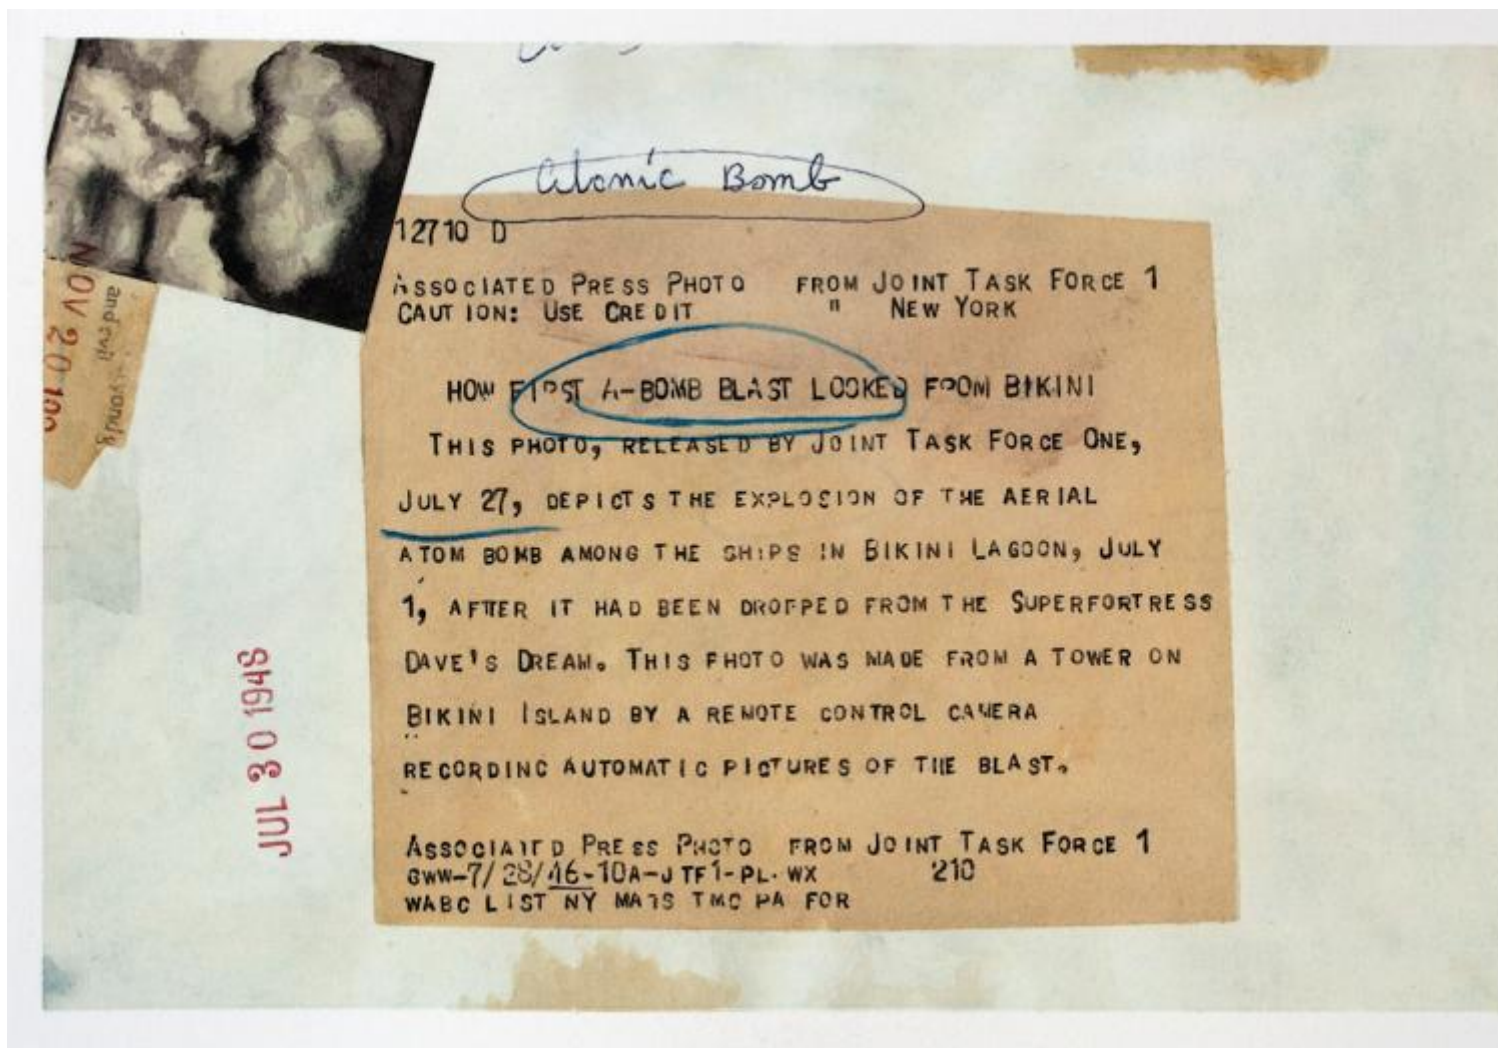 Atomic Bomb
12710 D
ASSOCIATED PRESS PHOTO FROM JOINT TASK FORCE 1
CAUTION: USE CREDIT " NEW YORK
HOW FIRST A-BOMB BLAST LOOKED FROM BIKINI
THIS PHOTO, RELEASED BY JOINT TASK FORCE ONE,
JULY 27, DEPICTS THE EXPLOSION OF THE AERIAL
ATOM BOMB AMONG THE SHIPS IN BIKINI LAGOON, JULY
1, AFTER IT HAD BEEN DROPPED FROM THE SUPERFORTRESS
DAVE'S DREAM. THIS PHOTO WAS MADE FROM A TOWER ON
BIKINI ISLAND BY A REMOTE CONTROL CAMERA
RECORDING AUTOMATIC PICTURES OF THE BLAST.
ASSOCIATED PRESS PHOTO FROM JOINT TASK FORCE 1
GWW-7/28/46-10A-JTF1-PL-WX 210
WABC LIST NY MATS TMC PA FOR
NOV 20
JUL 30 1946